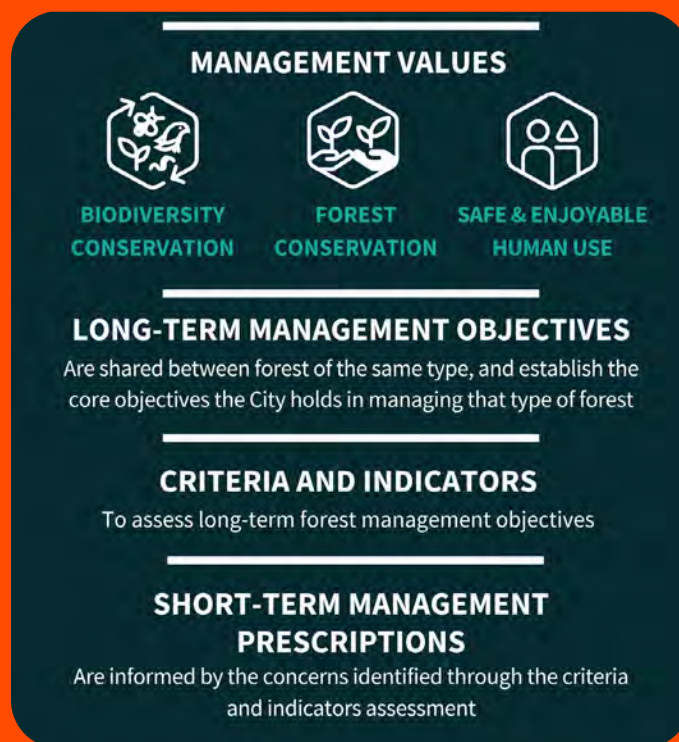 MANAGEMENT VALUES
BIODIVERSITY CONSERVATION
FOREST CONSERVATION
SAFE & ENJOYABLE HUMAN USE
LONG-TERM MANAGEMENT OBJECTIVES
Are shared between forest of the same type, and establish the
core objectives the City holds in managing that type of forest
CRITERIA AND INDICATORS
To assess long-term forest management objectives
SHORT-TERM MANAGEMENT
PRESCRIPTIONS
Are informed by the concerns identified through the criteria
and indicators assessment